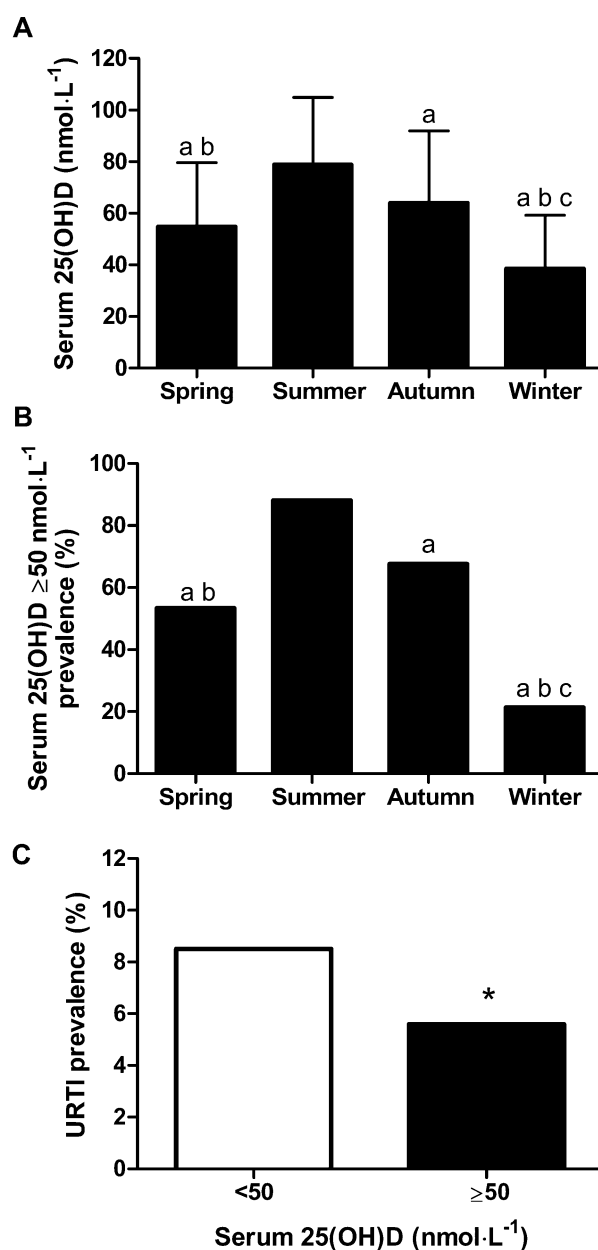 A
Serum 25(OH)D (nmol·L⁻¹)
120
100
80
60
40
20
0
a b
a
a b c
Spring Summer Autumn Winter
B
Serum 25(OH)D ≥50 nmol·L⁻¹
prevalence (%)
100
80
60
40
20
0
a b
a
a b c
Spring Summer Autumn Winter
C
URTI prevalence (%)
12
10
8
6
4
2
0
*
<50 ≥50
Serum 25(OH)D (nmol·L⁻¹)